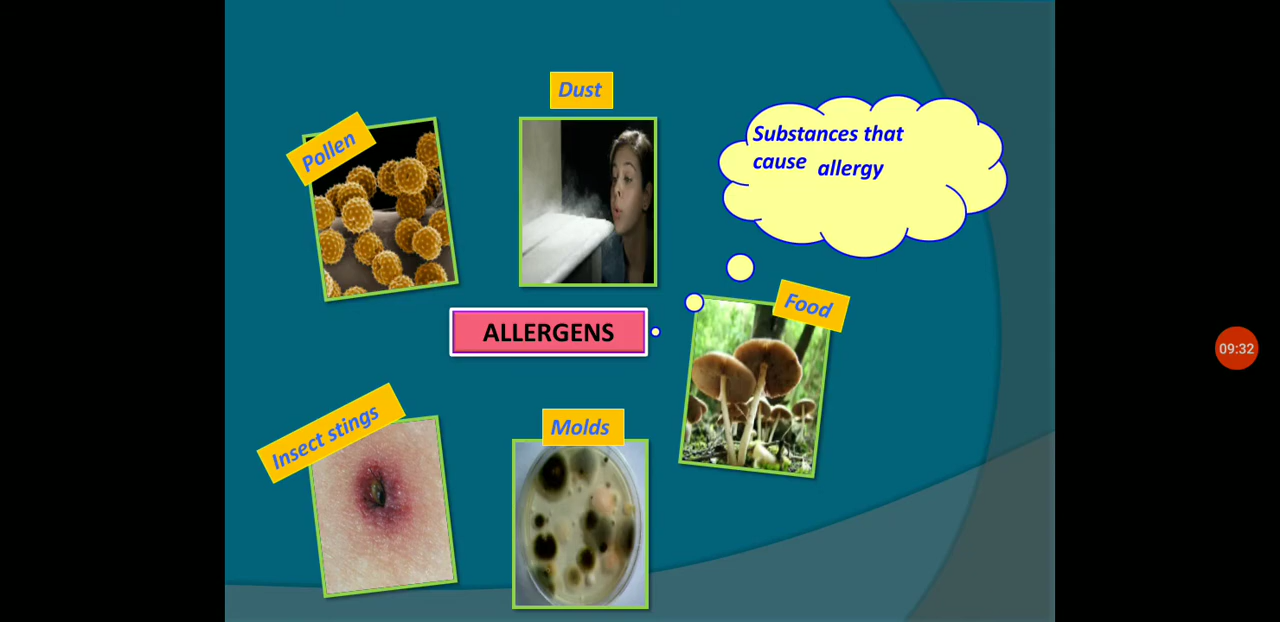 Dust
Pollen
Substances that
cause allergy
Food
ALLERGENS
Insect stings
Molds
09:32